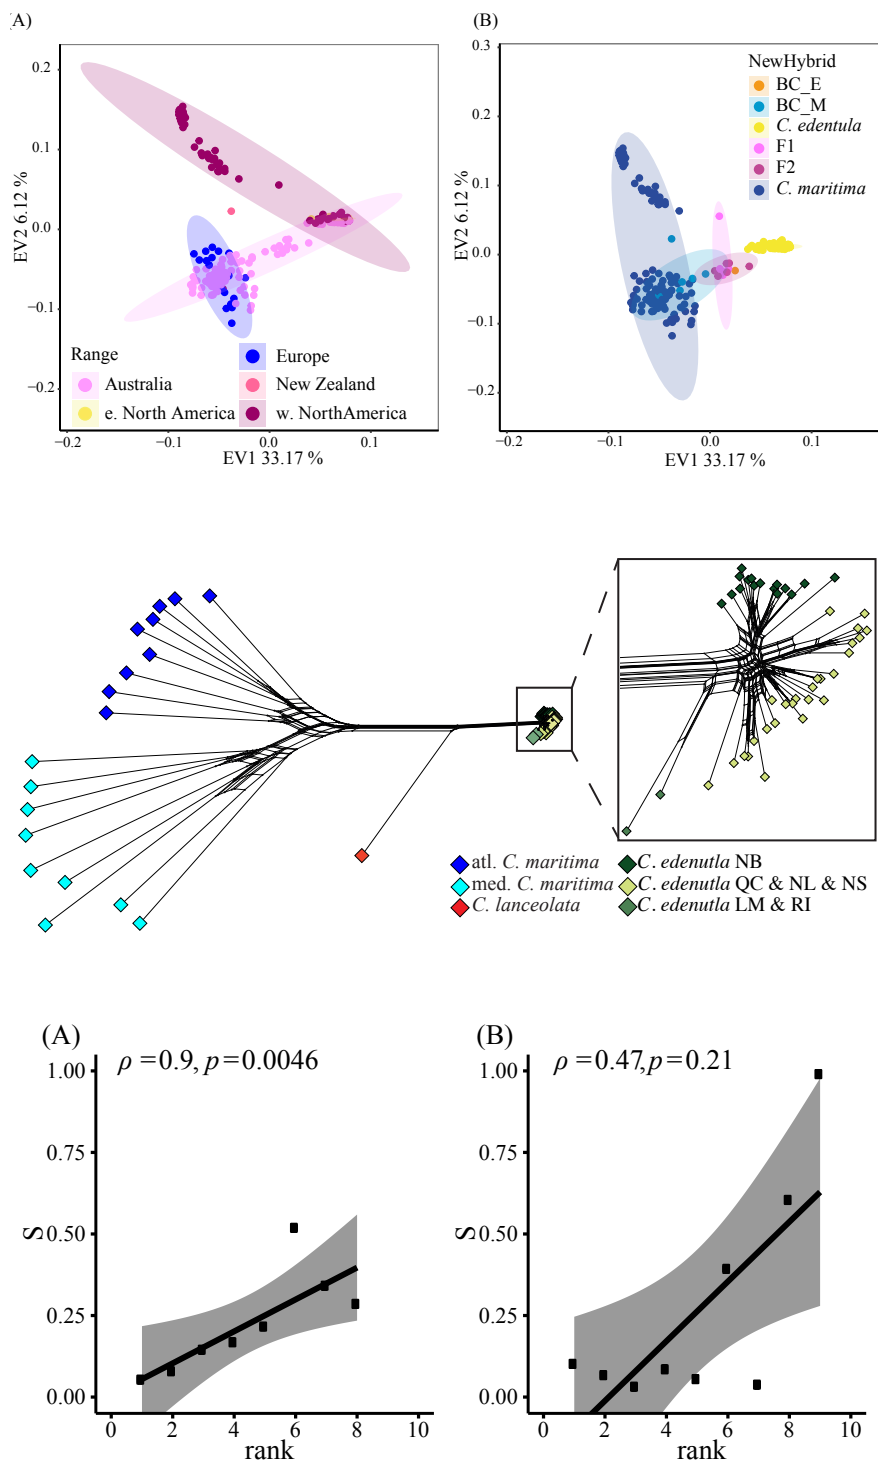 (A)
(B)
0.2
0.1
0.0
−0.1
−0.2
EV2 6.12 %
Range
Australia
e. North America
Europe
New Zealand
w. NorthAmerica
−0.2
−0.1
0.0
0.1
EV1 33.17 %
0.3
0.2
0.1
0.0
−0.1
−0.2
EV2 6.12 %
NewHybrid
BC_E
BC_M
C. edentula
F1
F2
C. maritima
−0.2
−0.1
0.0
0.1
EV1 33.17 %
atl. C. maritima
med. C. maritima
C. lanceolata
C. edenutla NB
C. edenutla QC & NL & NS
C. edenutla LM & RI
(A)
ρ =0.9, p=0.0046
1.00
0.75
0.50
0.25
0.00
S
0
2
4
6
8
10
rank
(B)
ρ =0.47, p=0.21
1.00
0.75
0.50
0.25
0.00
S
0
2
4
6
8
10
rank